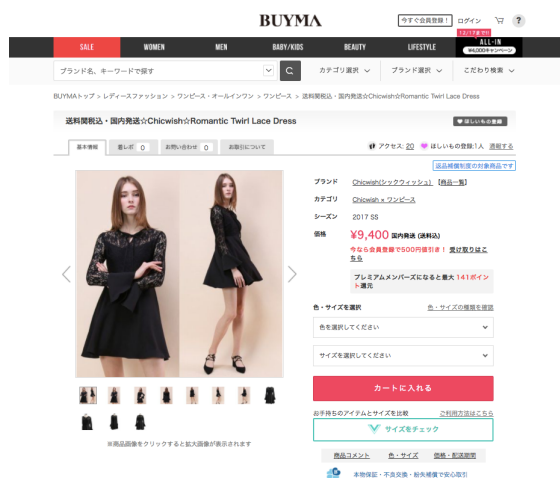 BUYMA
今すぐ会員登録！ ログイン ?
12/17まで!!
SALE WOMEN MEN BABY/KIDS BEAUTY LIFESTYLE ALL-IN
¥4,000キャンペーン
ブランド名、キーワードで探す カテゴリ選択 ブランド選択 こだわり検索
BUYMAトップ > レディースファッション > ワンピース・オールインワン > ワンピース > 送料関税込・国内発送☆Chicwish☆Romantic Twirl Lace Dress
送料関税込・国内発送☆Chicwish☆Romantic Twirl Lace Dress ほしいもの登録
基本情報 着レポ 0 お問い合わせ 0 お取引について アクセス: 20 ほしいもの登録:1人 通報する
返品補償制度の対象商品です
ブランド Chicwish(シックウィッシュ) 【商品一覧】
カテゴリ Chicwish × ワンピース
シーズン 2017 SS
価格 ¥9,400 国内発送 (送料込)
今なら会員登録で500円値引き！ 受け取りはこ
ちら
プレミアムメンバーズになると最大 141ポイン
ト還元
色・サイズを選択 色・サイズの種類を確認
色を選択してください
サイズを選択してください
カートに入れる
お手持ちのアイテムとサイズを比較 ご利用方法はこちら
サイズをチェック
※商品画像をクリックすると拡大画像が表示されます
商品コメント 色・サイズ 価格・配送期間
本物保証・不良交換・紛失補償で安心取引